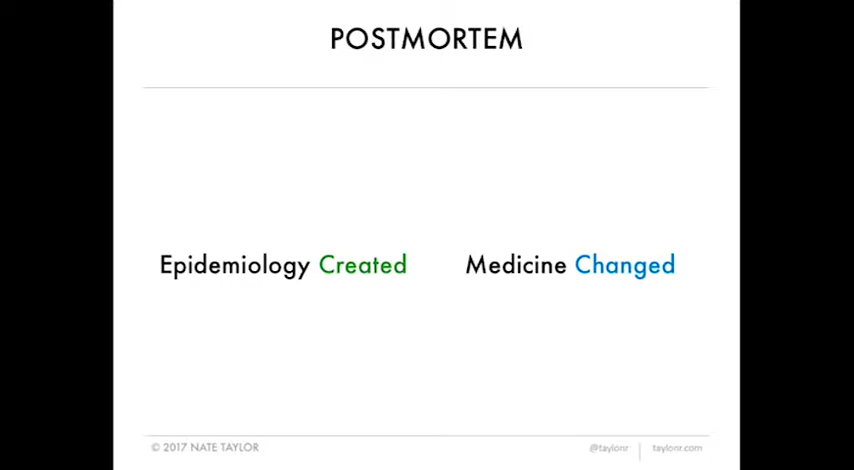 POSTMORTEM
Epidemiology Created
Medicine Changed
© 2017 NATE TAYLOR
@taylonr | taylonr.com